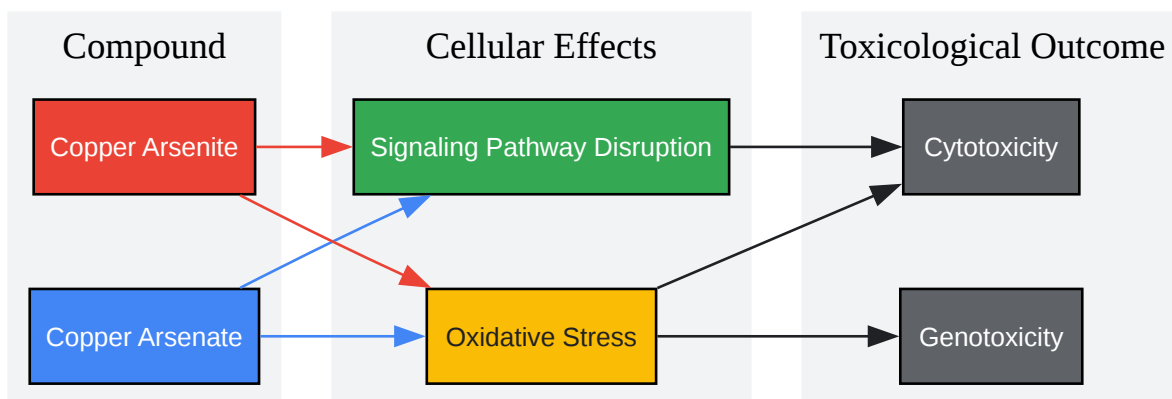 Compound
Cellular Effects
Toxicological Outcome
Copper Arsenite
Signaling Pathway Disruption
Cytotoxicity
Copper Arsenate
Oxidative Stress
Genotoxicity